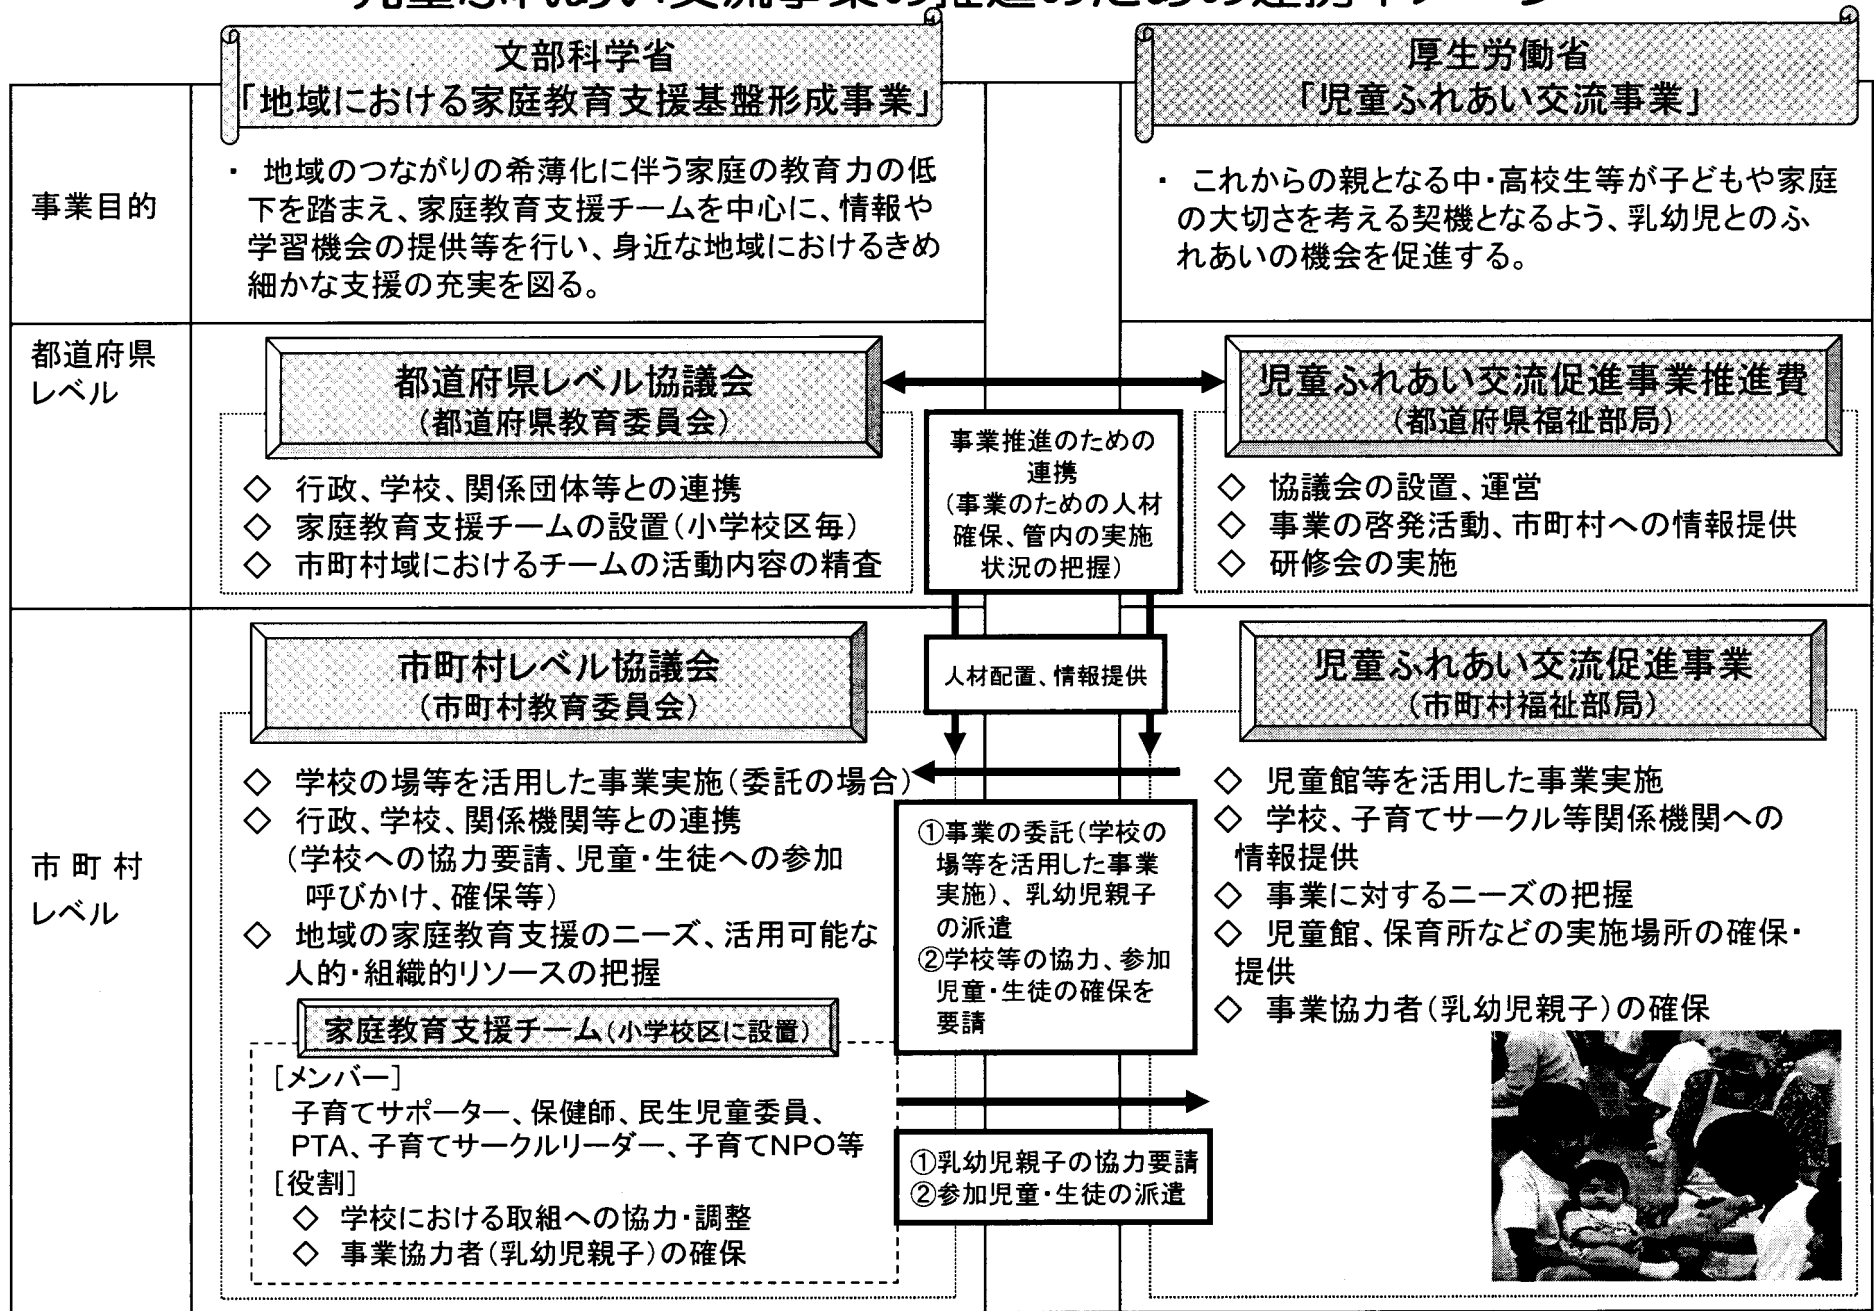 児童ふれあい交流事業の推進のための連携イメージ
文部科学省
「地域における家庭教育支援基盤形成事業」
厚生労働省
「児童ふれあい交流事業」
事業目的
・ 地域のつながりの希薄化に伴う家庭の教育力の低
下を踏まえ、家庭教育支援チームを中心に、情報や
学習機会の提供等を行い、身近な地域におけるきめ
細かな支援の充実を図る。
・ これからの親となる中・高校生等が子どもや家庭
の大切さを考える契機となるよう、乳幼児とのふ
れあいの機会を促進する。
都道府県
レベル
都道府県レベル協議会
（都道府県教育委員会）
◇ 行政、学校、関係団体等との連携
◇ 家庭教育支援チームの設置（小学校区毎）
◇ 市町村域におけるチームの活動内容の精査
事業推進のための
連携
（事業のための人材
確保、管内の実施
状況の把握）
児童ふれあい交流促進事業推進費
（都道府県福祉部局）
◇ 協議会の設置、運営
◇ 事業の啓発活動、市町村への情報提供
◇ 研修会の実施
人材配置、情報提供
市町村
レベル
市町村レベル協議会
（市町村教育委員会）
◇ 学校の場等を活用した事業実施（委託の場合）
◇ 行政、学校、関係機関等との連携
（学校への協力要請、児童・生徒への参加
呼びかけ、確保等）
◇ 地域の家庭教育支援のニーズ、活用可能な
人的・組織的リソースの把握
家庭教育支援チーム（小学校区に設置）
［メンバー］
子育てサポーター、保健師、民生児童委員、
PTA、子育てサークルリーダー、子育てNPO等
［役割］
◇ 学校における取組への協力・調整
◇ 事業協力者（乳幼児親子）の確保
①事業の委託（学校の
場等を活用した事業
実施）、乳幼児親子
の派遣
②学校等の協力、参加
児童・生徒の確保を
要請
①乳幼児親子の協力要請
②参加児童・生徒の派遣
児童ふれあい交流促進事業
（市町村福祉部局）
◇ 児童館等を活用した事業実施
◇ 学校、子育てサークル等関係機関への
情報提供
◇ 事業に対するニーズの把握
◇ 児童館、保育所などの実施場所の確保・
提供
◇ 事業協力者（乳幼児親子）の確保